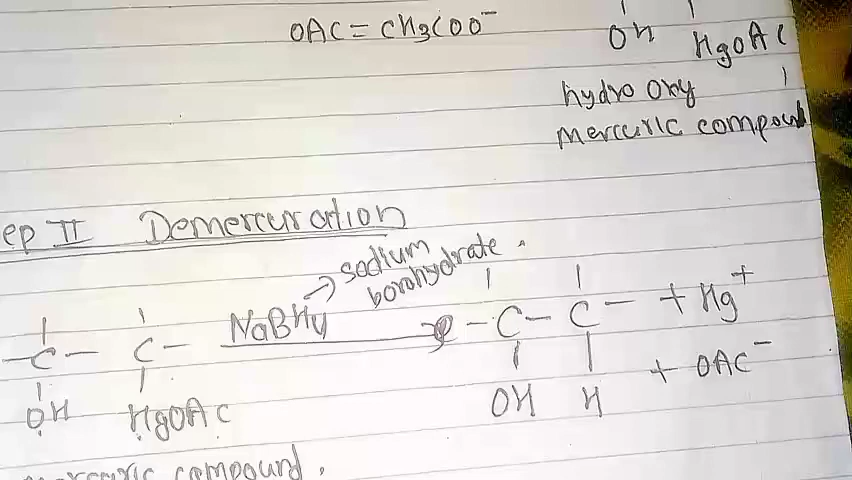 OAC = CH3COO⁻
OH HgOAC
hydro oxy
mercuric compound
ep II Demercuration
→ sodium
borohydrate.
NaBH4
- C - C - + Hg⁺
- C - C -
+ OAC⁻
OH HgOAC
OH H
mercuric compound.